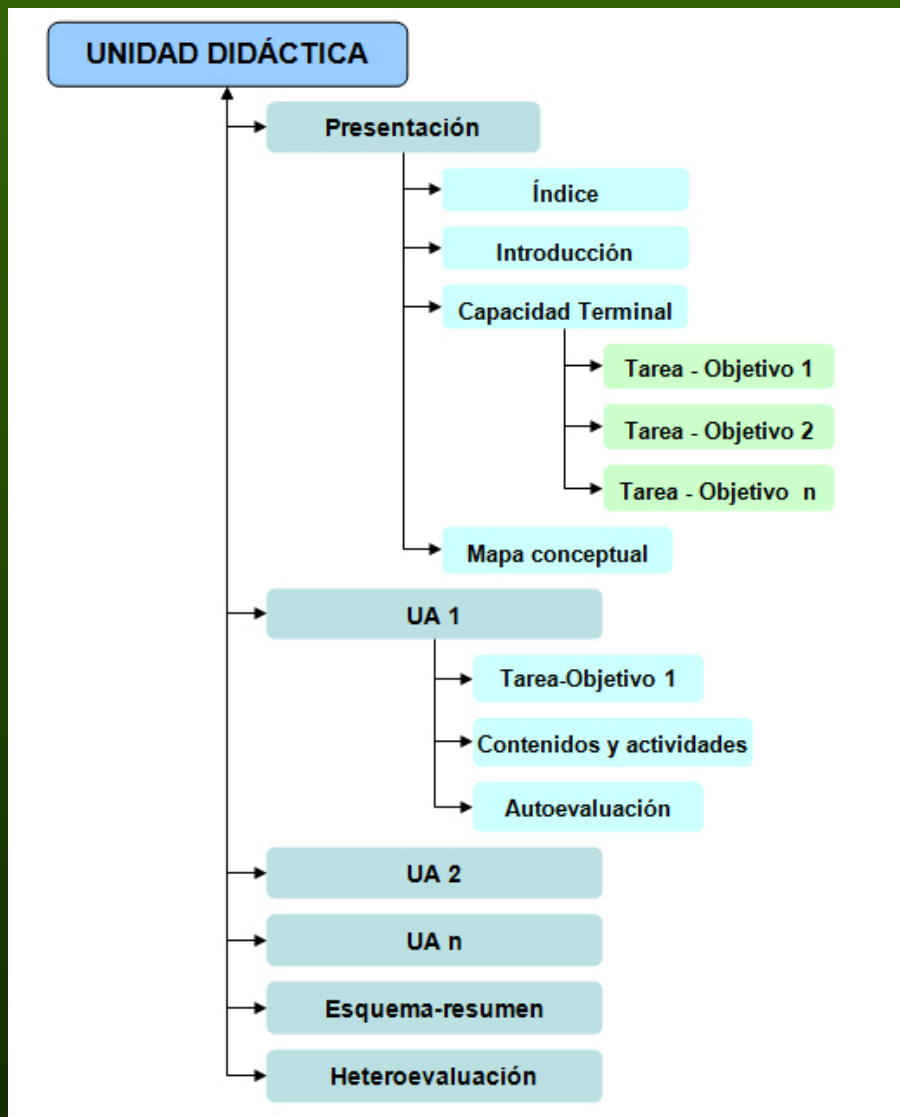 UNIDAD DIDÁCTICA
Presentación
Índice
Introducción
Capacidad Terminal
Tarea - Objetivo 1
Tarea - Objetivo 2
Tarea - Objetivo n
Mapa conceptual
UA 1
Tarea-Objetivo 1
Contenidos y actividades
Autoevaluación
UA 2
UA n
Esquema-resumen
Heteroevaluación